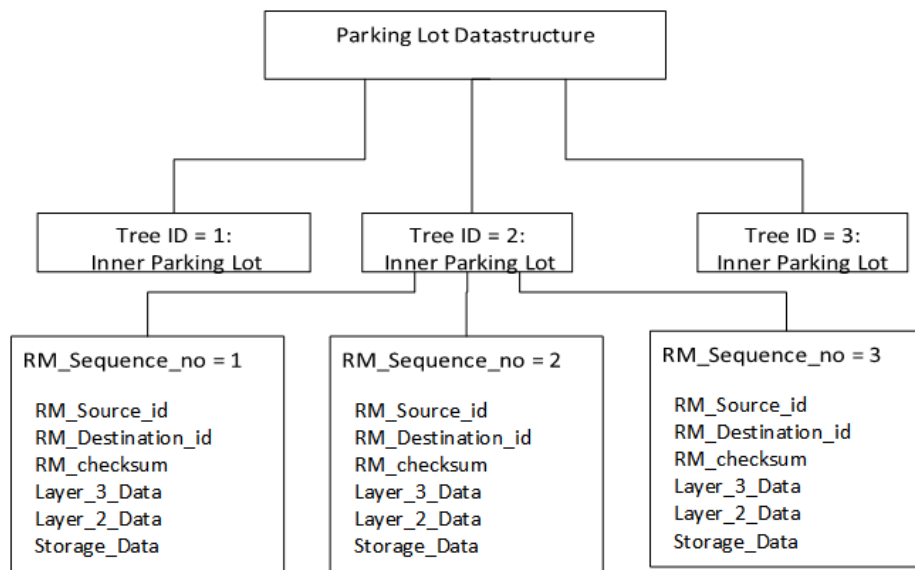 Parking Lot Datastructure
Tree ID = 1:
Inner Parking Lot
Tree ID = 2:
Inner Parking Lot
Tree ID = 3:
Inner Parking Lot
RM_Sequence_no = 1
RM_Source_id
RM_Destination_id
RM_checksum
Layer_3_Data
Layer_2_Data
Storage_Data
RM_Sequence_no = 2
RM_Source_id
RM_Destination_id
RM_checksum
Layer_3_Data
Layer_2_Data
Storage_Data
RM_Sequence_no = 3
RM_Source_id
RM_Destination_id
RM_checksum
Layer_3_Data
Layer_2_Data
Storage_Data